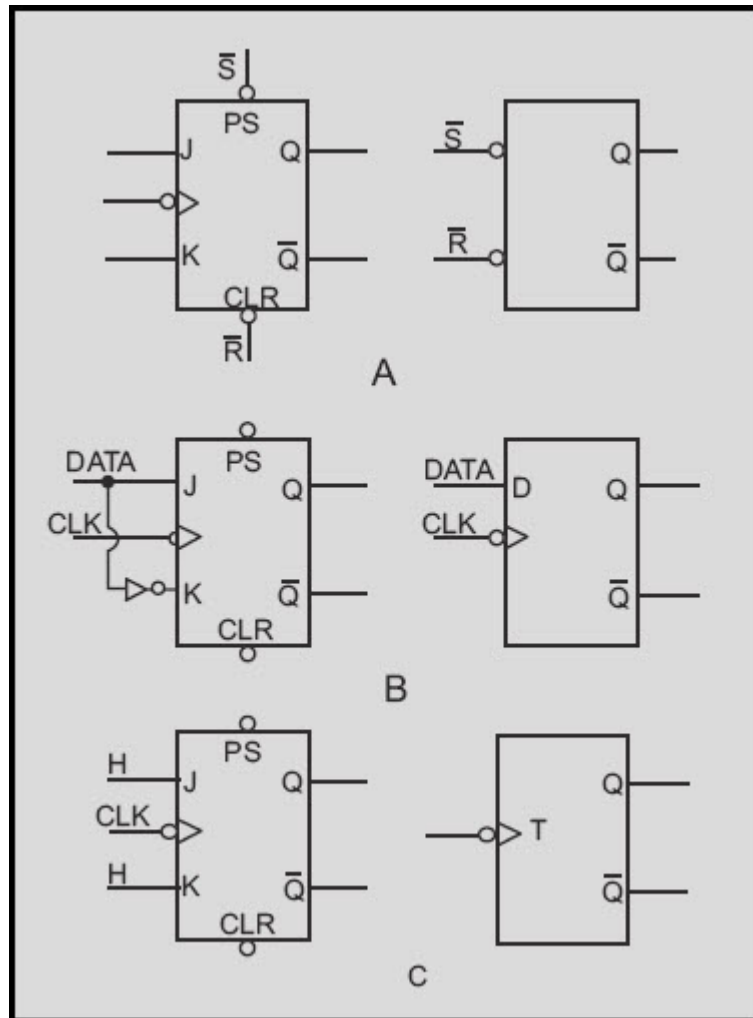 S̅ 
PS
J Q S̅ Q
K Q̅ R̅ Q̅
CLR
R̅
A
DATA PS
J Q DATA D Q
CLK CLK
K Q̅ Q̅
CLR
B
H PS
J Q Q
CLK T
H K Q̅ Q̅
CLR
C